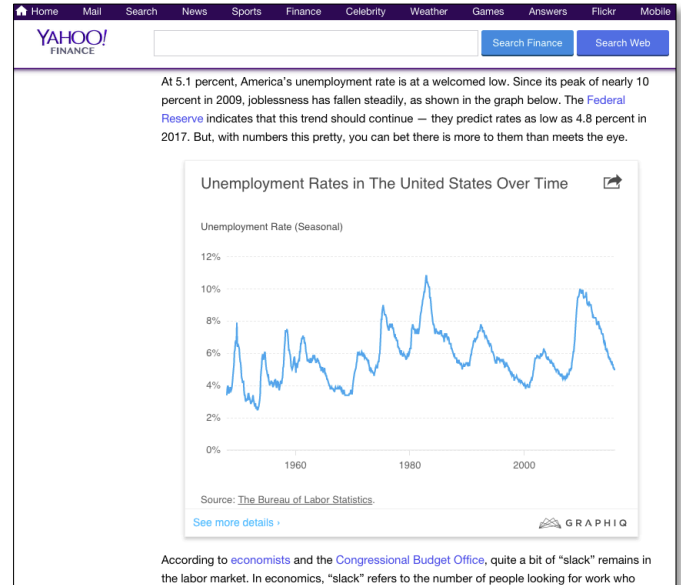 Home Mail Search News Sports Finance Celebrity Weather Games Answers Flickr Mobile
YAHOO!
FINANCE
Search Finance
Search Web
At 5.1 percent, America's unemployment rate is at a welcomed low. Since its peak of nearly 10
percent in 2009, joblessness has fallen steadily, as shown in the graph below. The Federal
Reserve indicates that this trend should continue — they predict rates as low as 4.8 percent in
2017. But, with numbers this pretty, you can bet there is more to them than meets the eye.
Unemployment Rates in The United States Over Time
Unemployment Rate (Seasonal)
12%
10%
8%
6%
4%
2%
0%
1960 1980 2000
Source: The Bureau of Labor Statistics.
See more details ›
GRAPHIQ
According to economists and the Congressional Budget Office, quite a bit of “slack” remains in
the labor market. In economics, “slack” refers to the number of people looking for work who